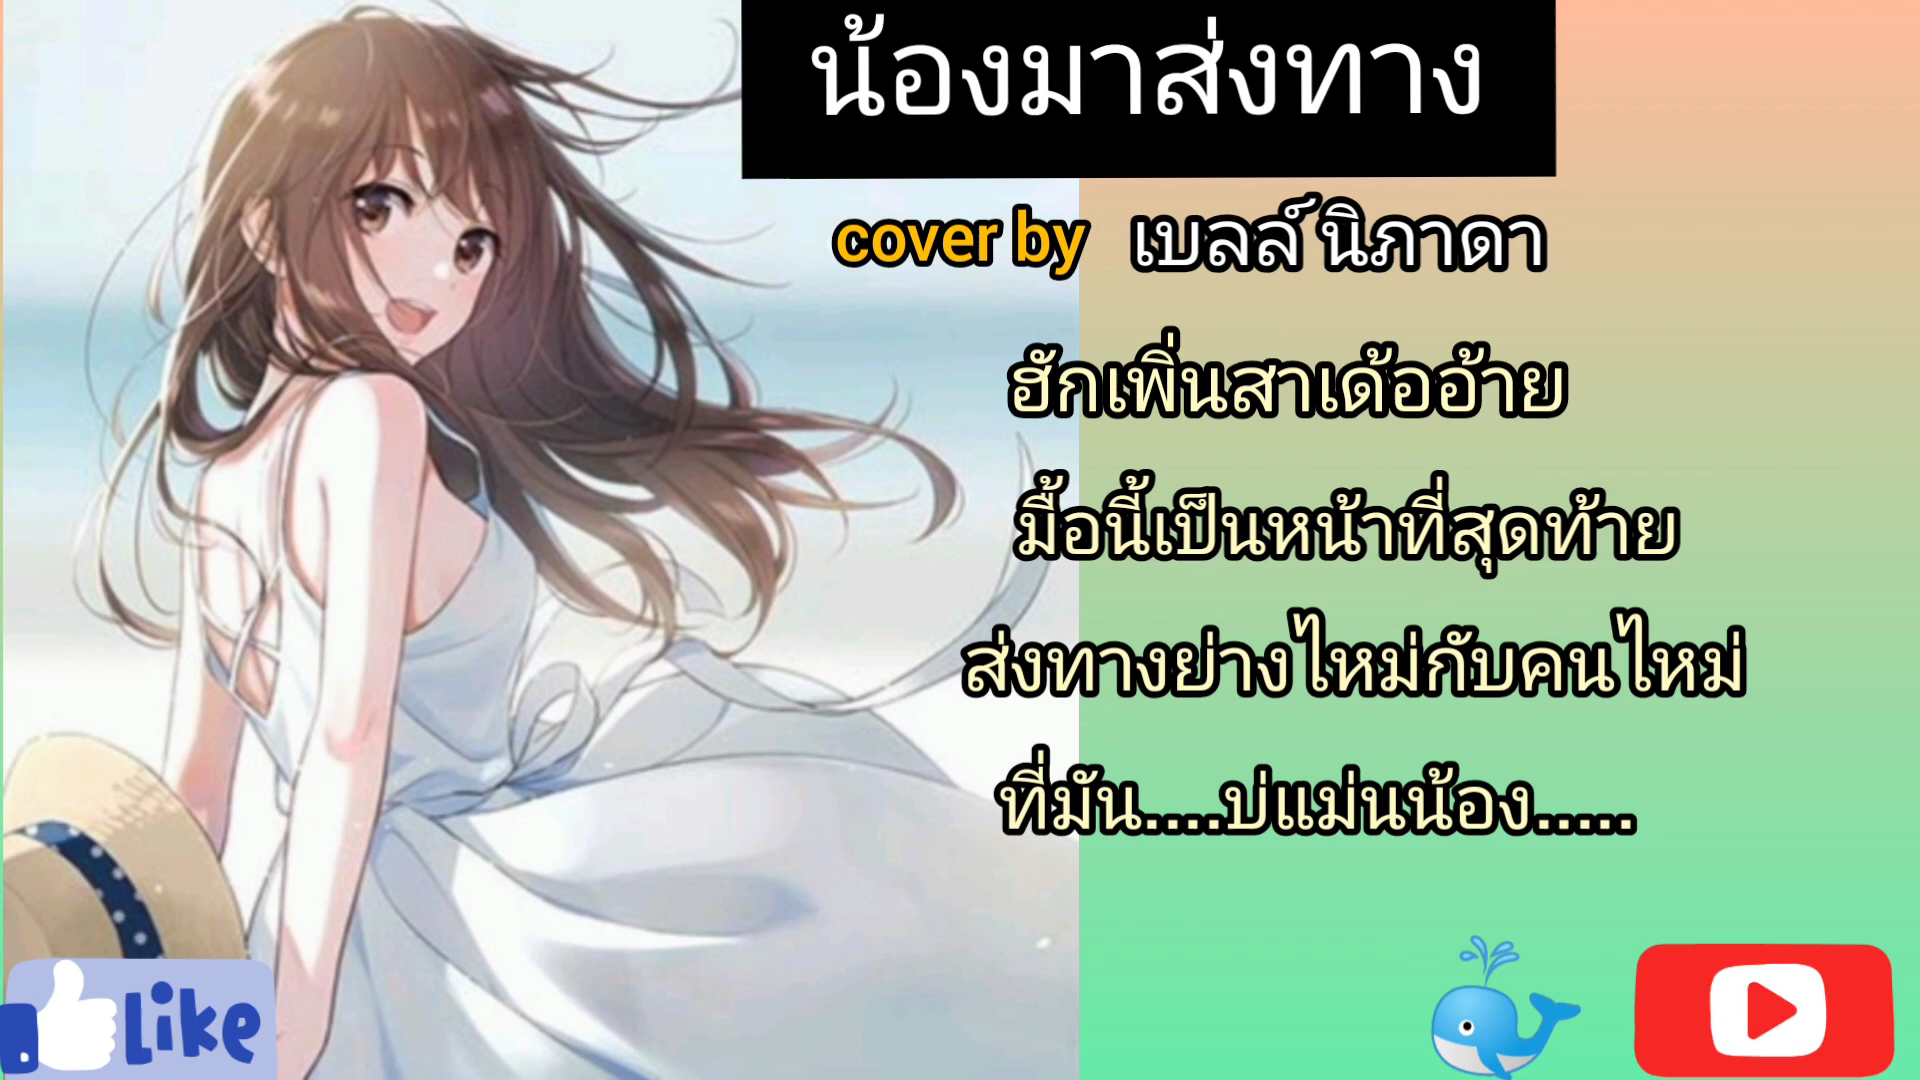 น้องมาส่งทาง
cover by เบลล์ นิภาดา
ฮักเพิ่นสาเด้ออ้าย
มื้อนี้เป็นหน้าที่สุดท้าย
ส่งทางย่างไหม่กับคนไหม่
ที่มัน....บ่แม่นน้อง.....
Like